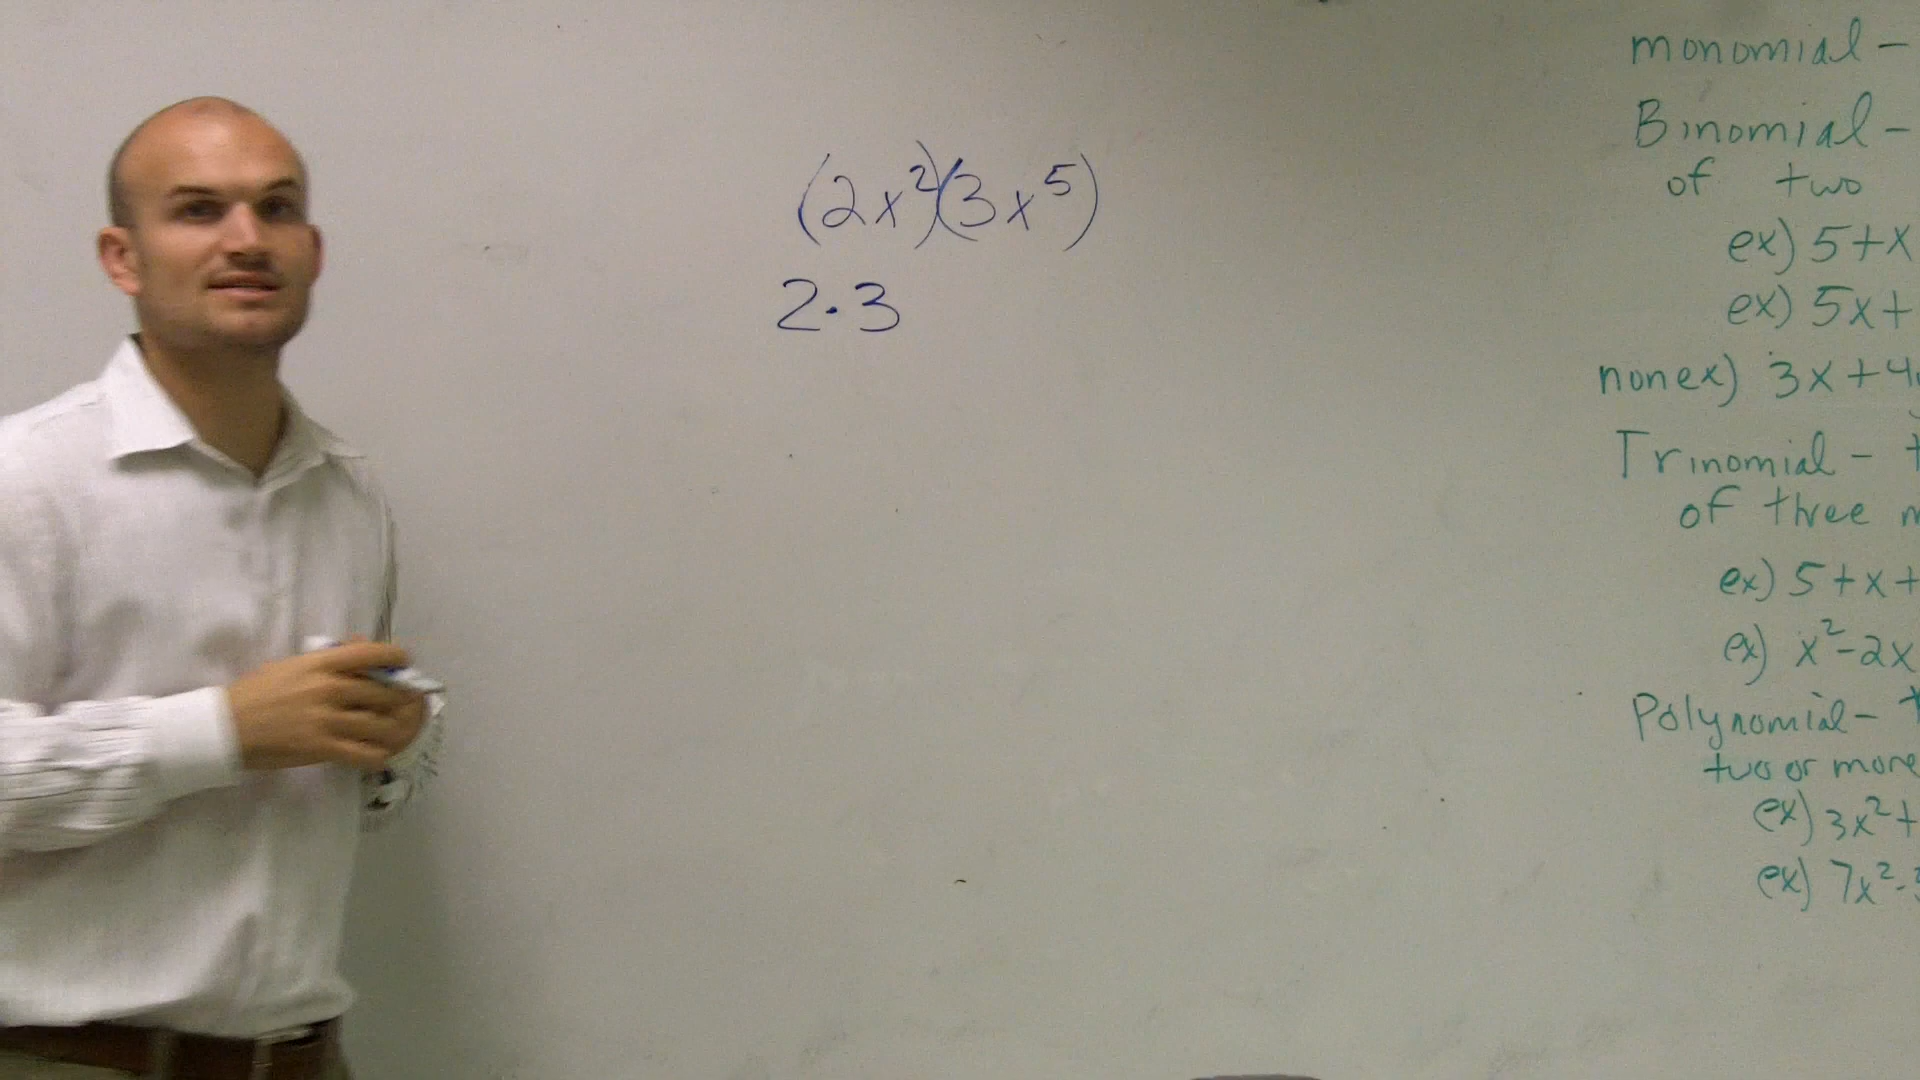 (2x²)(3x⁵)
2·3
monomial -
Binomial -
of two
ex) 5+x
ex) 5x+
nonex) 3x+4
Trinomial -
of three
ex) 5+x+
ex) x²-2x
Polynomial -
two or more
ex) 3x²+
ex) 7x²-